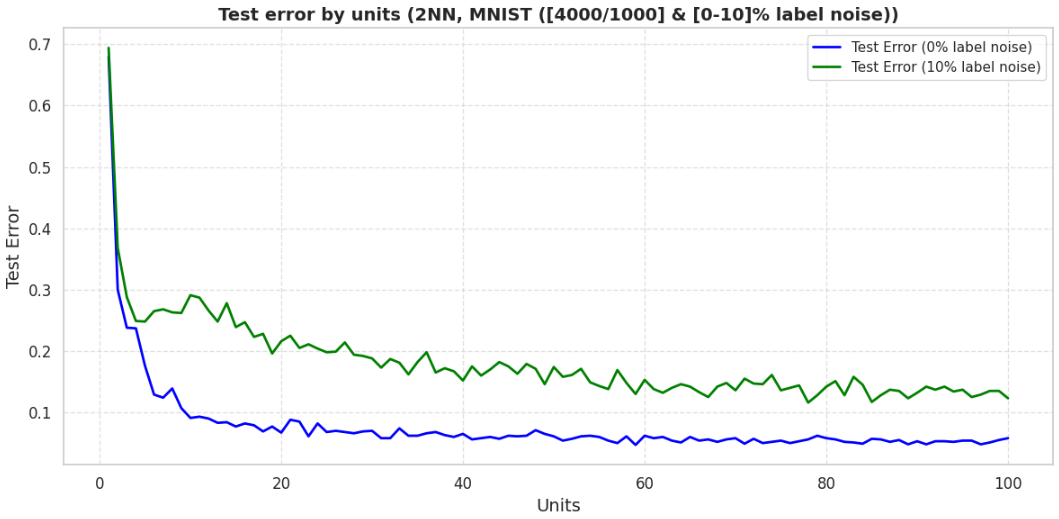 Test error by units (2NN, MNIST ([4000/1000] & [0-10]% label noise))
Test Error (0% label noise)
Test Error (10% label noise)
Test Error
0.7
0.6
0.5
0.4
0.3
0.2
0.1
0 20 40 60 80 100
Units